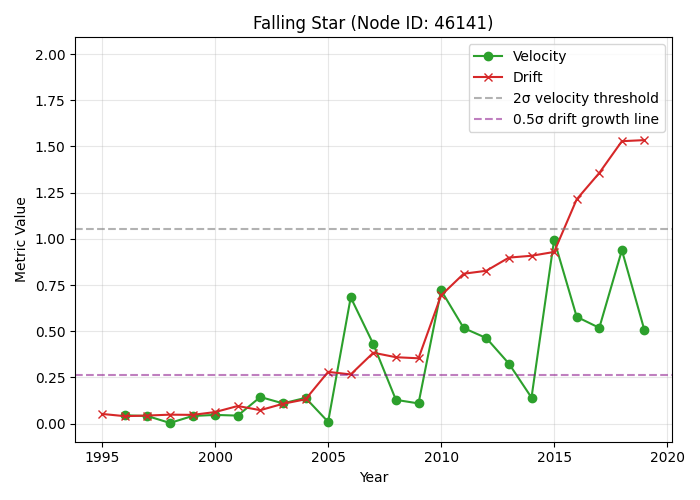 Falling Star (Node ID: 46141)
Velocity
Drift
2σ velocity threshold
0.5σ drift growth line
Metric Value
2.00
1.75
1.50
1.25
1.00
0.75
0.50
0.25
0.00
1995
2000
2005
2010
2015
2020
Year